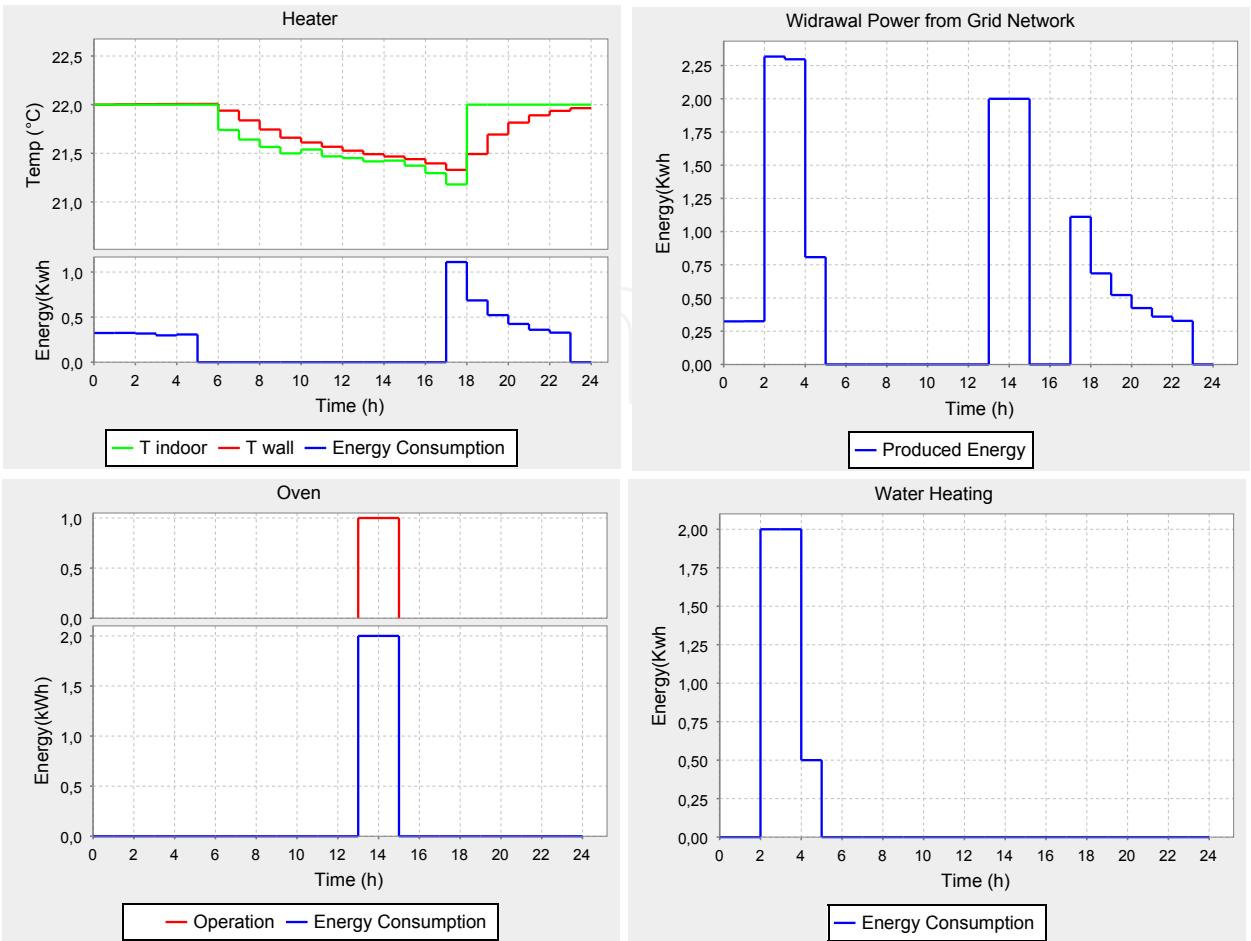 Heater
22,5
22,0
21,5
21,0
Temp (°C)
1,0
0,5
0,0
Energy(Kwh
0 2 4 6 8 10 12 14 16 18 20 22 24
Time (h)
T indoor T wall Energy Consumption
Widrawal Power from Grid Network
2,25
2,00
1,75
1,50
1,25
1,00
0,75
0,50
0,25
0,00
Energy(Kwh
0 2 4 6 8 10 12 14 16 18 20 22 24
Time (h)
Produced Energy
Oven
1,0
0,5
0,0
2,0
1,5
1,0
0,5
0,0
Energy(kWh)
0 2 4 6 8 10 12 14 16 18 20 22 24
Time (h)
Operation Energy Consumption
Water Heating
2,00
1,75
1,50
1,25
1,00
0,75
0,50
0,25
0,00
Energy(Kwh
0 2 4 6 8 10 12 14 16 18 20 22 24
Time (h)
Energy Consumption